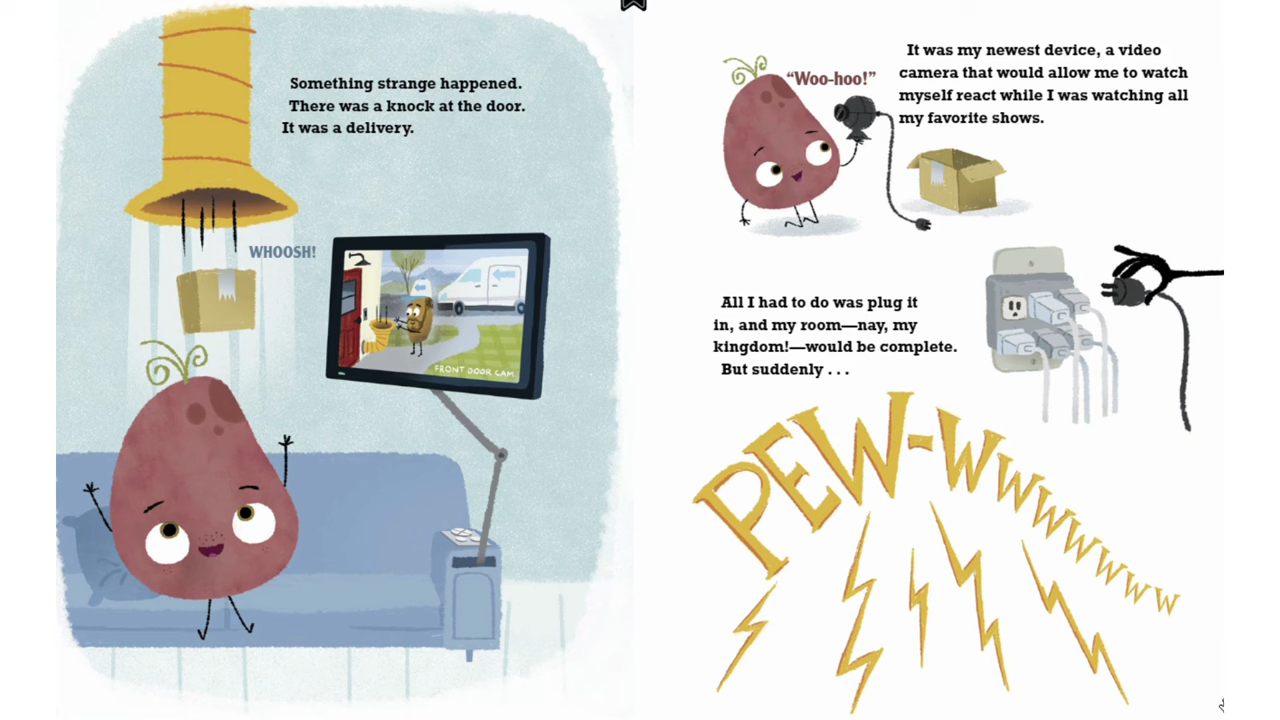 Something strange happened.
There was a knock at the door.
It was a delivery.
WHOOSH!
FRONT DOOR CAM
"Woo-hoo!"
It was my newest device, a video
camera that would allow me to watch
myself react while I was watching all
my favorite shows.
All I had to do was plug it
in, and my room—nay, my
kingdom!—would be complete.
But suddenly . . .
PEW-WWWWWWWW